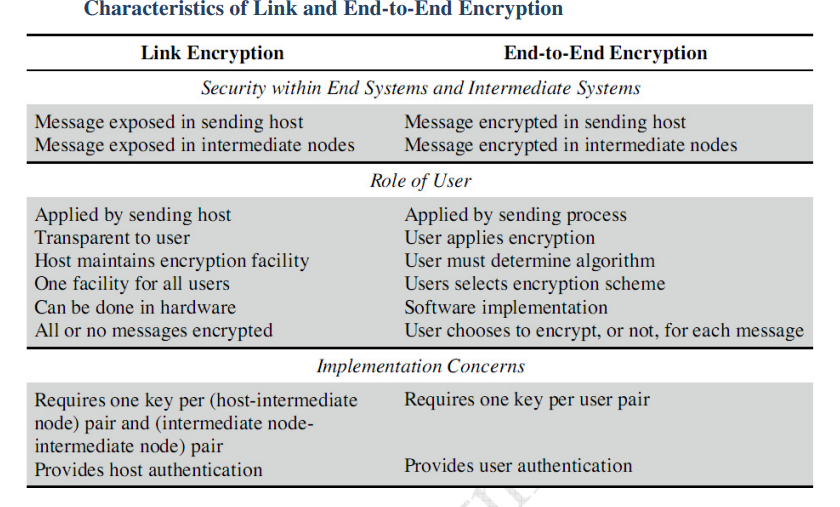 Characteristics of Link and End-to-End Encryption
Link Encryption End-to-End Encryption
Security within End Systems and Intermediate Systems
Message exposed in sending host Message encrypted in sending host
Message exposed in intermediate nodes Message encrypted in intermediate nodes
Role of User
Applied by sending host Applied by sending process
Transparent to user User applies encryption
Host maintains encryption facility User must determine algorithm
One facility for all users Users selects encryption scheme
Can be done in hardware Software implementation
All or no messages encrypted User chooses to encrypt, or not, for each message
Implementation Concerns
Requires one key per (host-intermediate Requires one key per user pair
node) pair and (intermediate node-
intermediate node) pair
Provides host authentication Provides user authentication